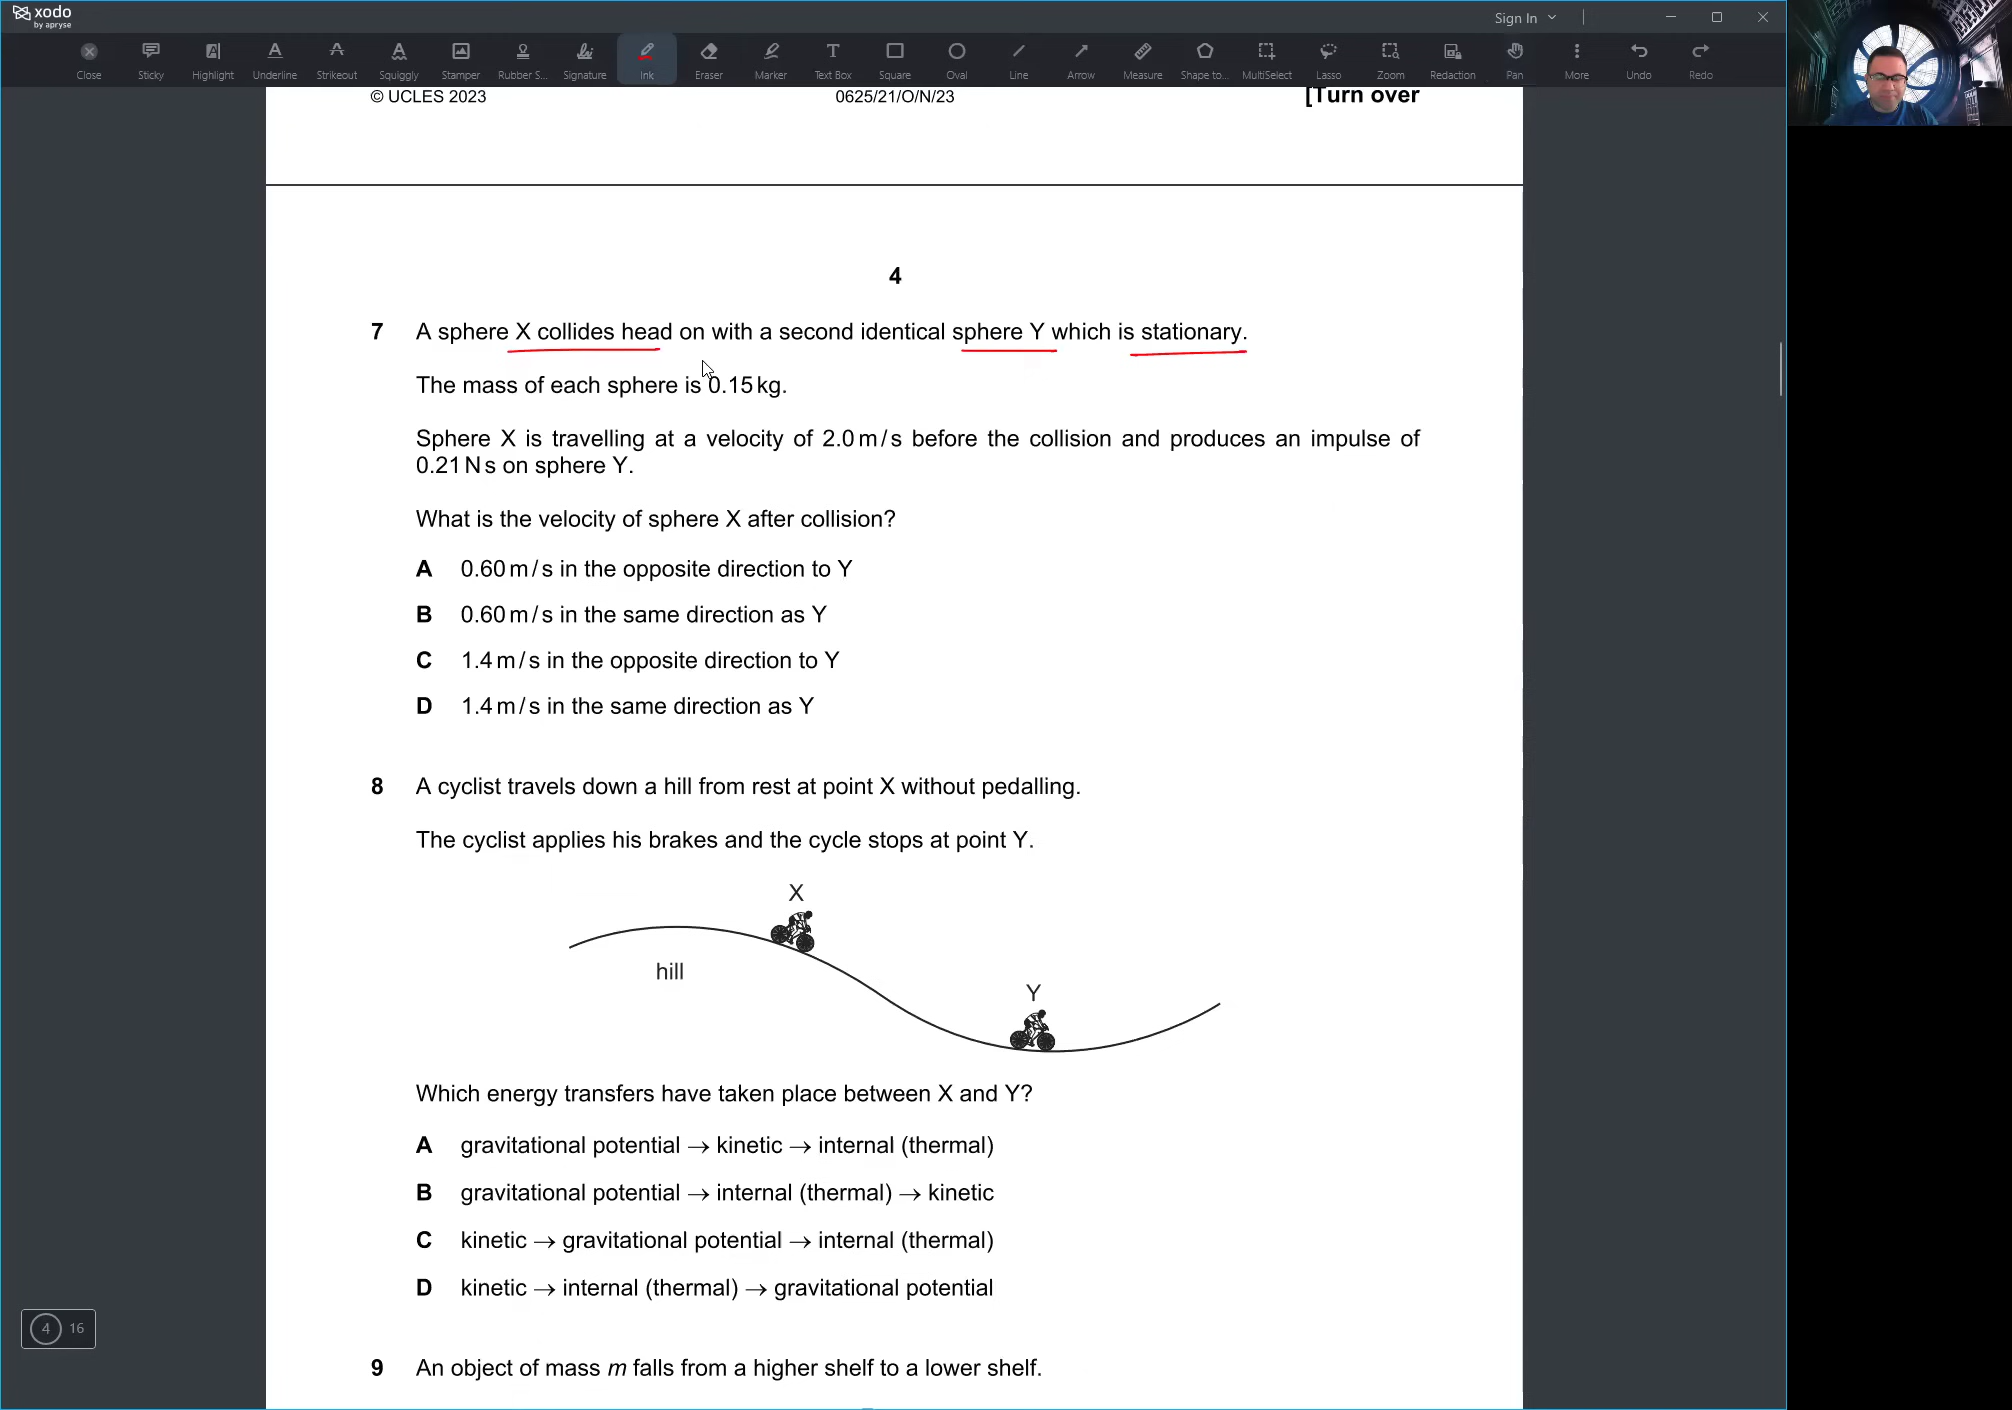 xodo
by apryse
Sign In
Close Sticky Highlight Underline Strikeout Squiggly Stamper Rubber S... Signature Ink Eraser Marker Text Box Square Oval Line Arrow Measure Shape to... MultiSelect Lasso Zoom Redaction Pan More Undo Redo
© UCLES 2023 0625/21/O/N/23 [Turn over
4
7 A sphere X collides head on with a second identical sphere Y which is stationary.
The mass of each sphere is 0.15 kg.
Sphere X is travelling at a velocity of 2.0 m / s before the collision and produces an impulse of
0.21 N s on sphere Y.
What is the velocity of sphere X after collision?
A 0.60 m / s in the opposite direction to Y
B 0.60 m / s in the same direction as Y
C 1.4 m / s in the opposite direction to Y
D 1.4 m / s in the same direction as Y
8 A cyclist travels down a hill from rest at point X without pedalling.
The cyclist applies his brakes and the cycle stops at point Y.
X
hill
Y
Which energy transfers have taken place between X and Y?
A gravitational potential → kinetic → internal (thermal)
B gravitational potential → internal (thermal) → kinetic
C kinetic → gravitational potential → internal (thermal)
D kinetic → internal (thermal) → gravitational potential
4 16
9 An object of mass m falls from a higher shelf to a lower shelf.